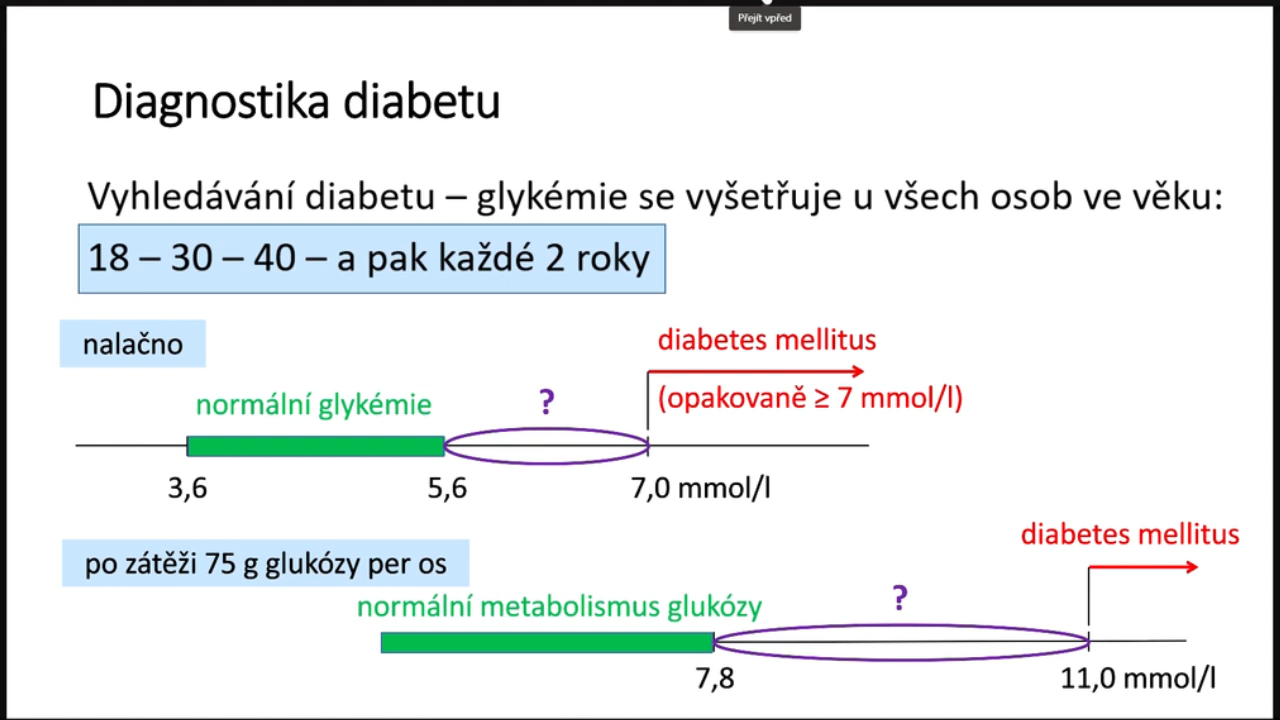 Přejít vpřed
Diagnostika diabetu
Vyhledávání diabetu – glykémie se vyšetřuje u všech osob ve věku:
18 – 30 – 40 – a pak každé 2 roky
nalačno
diabetes mellitus
normální glykémie
?
(opakovaně ≥ 7 mmol/l)
3,6
5,6
7,0 mmol/l
po zátěži 75 g glukózy per os
diabetes mellitus
normální metabolismus glukózy
?
7,8
11,0 mmol/l